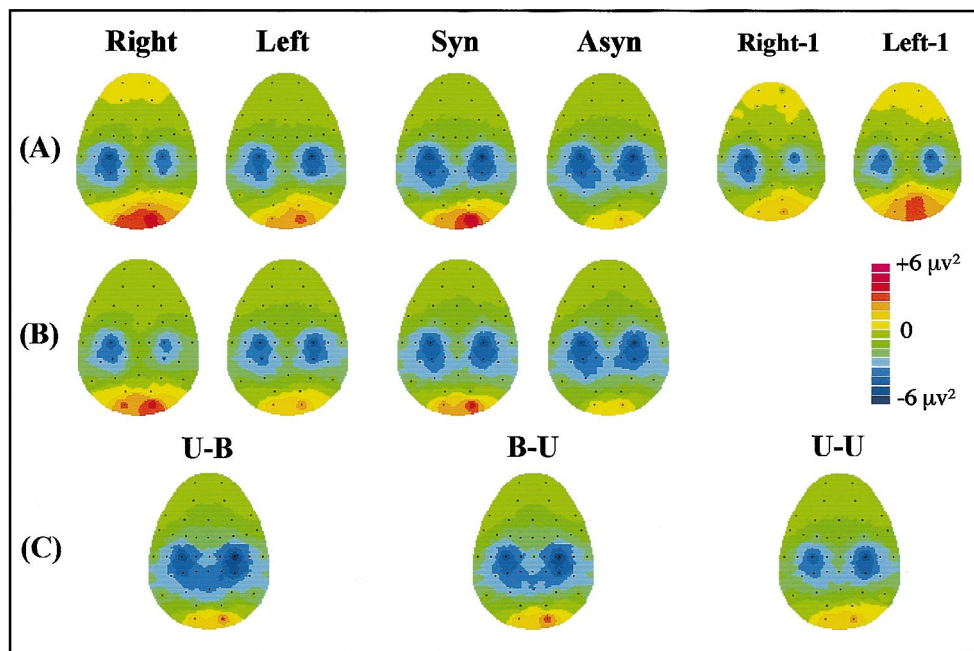 Right Left Syn Asyn Right-1 Left-1
(A)
+6 μv²
0
-6 μv²
(B)
U-B B-U U-U
(C)